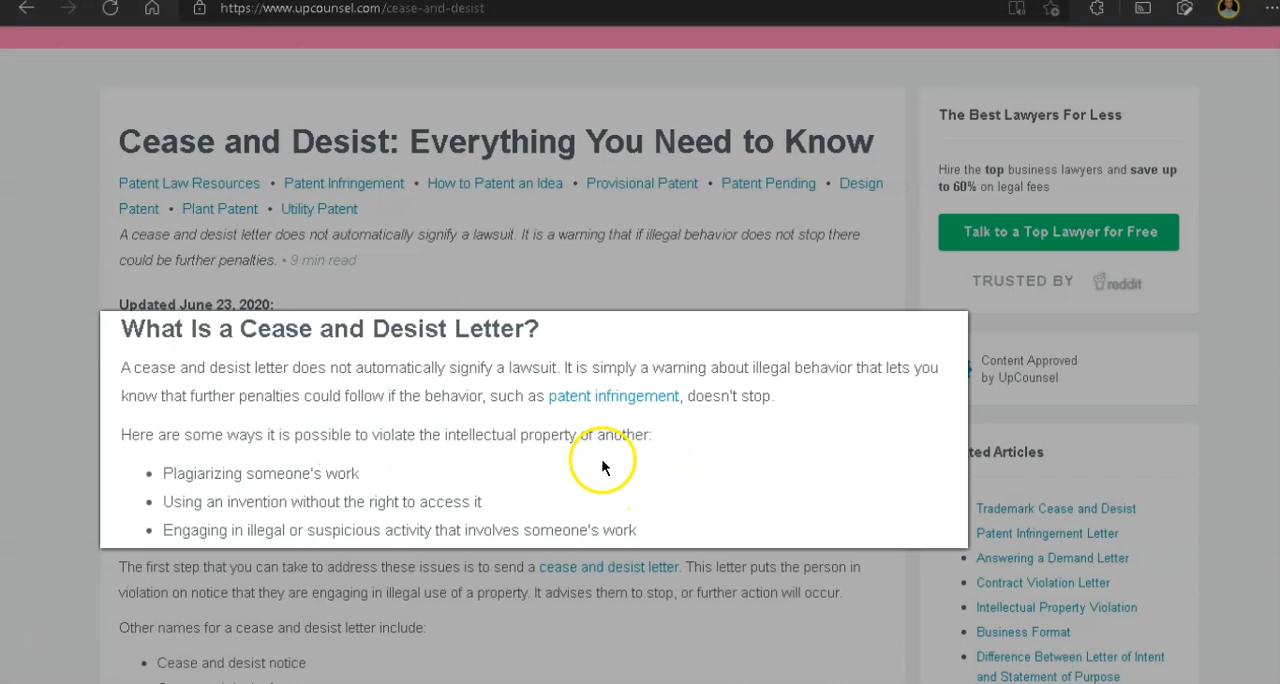 https://www.upcounsel.com/cease-and-desist
Cease and Desist: Everything You Need to Know
Patent Law Resources • Patent Infringement • How to Patent an Idea • Provisional Patent • Patent Pending • Design
Patent • Plant Patent • Utility Patent
A cease and desist letter does not automatically signify a lawsuit. It is a warning that if illegal behavior does not stop there
could be further penalties. • 9 min read
Updated June 23, 2020:
What Is a Cease and Desist Letter?
A cease and desist letter does not automatically signify a lawsuit. It is simply a warning about illegal behavior that lets you
know that further penalties could follow if the behavior, such as patent infringement, doesn't stop.
Here are some ways it is possible to violate the intellectual property of another:
• Plagiarizing someone's work
• Using an invention without the right to access it
• Engaging in illegal or suspicious activity that involves someone's work
The first step that you can take to address these issues is to send a cease and desist letter. This letter puts the person in
violation on notice that they are engaging in illegal use of a property. It advises them to stop, or further action will occur.
Other names for a cease and desist letter include:
• Cease and desist notice
The Best Lawyers For Less
Hire the top business lawyers and save up
to 60% on legal fees
Talk to a Top Lawyer for Free
TRUSTED BY reddit
Content Approved
by UpCounsel
ted Articles
Trademark Cease and Desist
• Patent Infringement Letter
• Answering a Demand Letter
• Contract Violation Letter
• Intellectual Property Violation
• Business Format
• Difference Between Letter of Intent
and Statement of Purpose